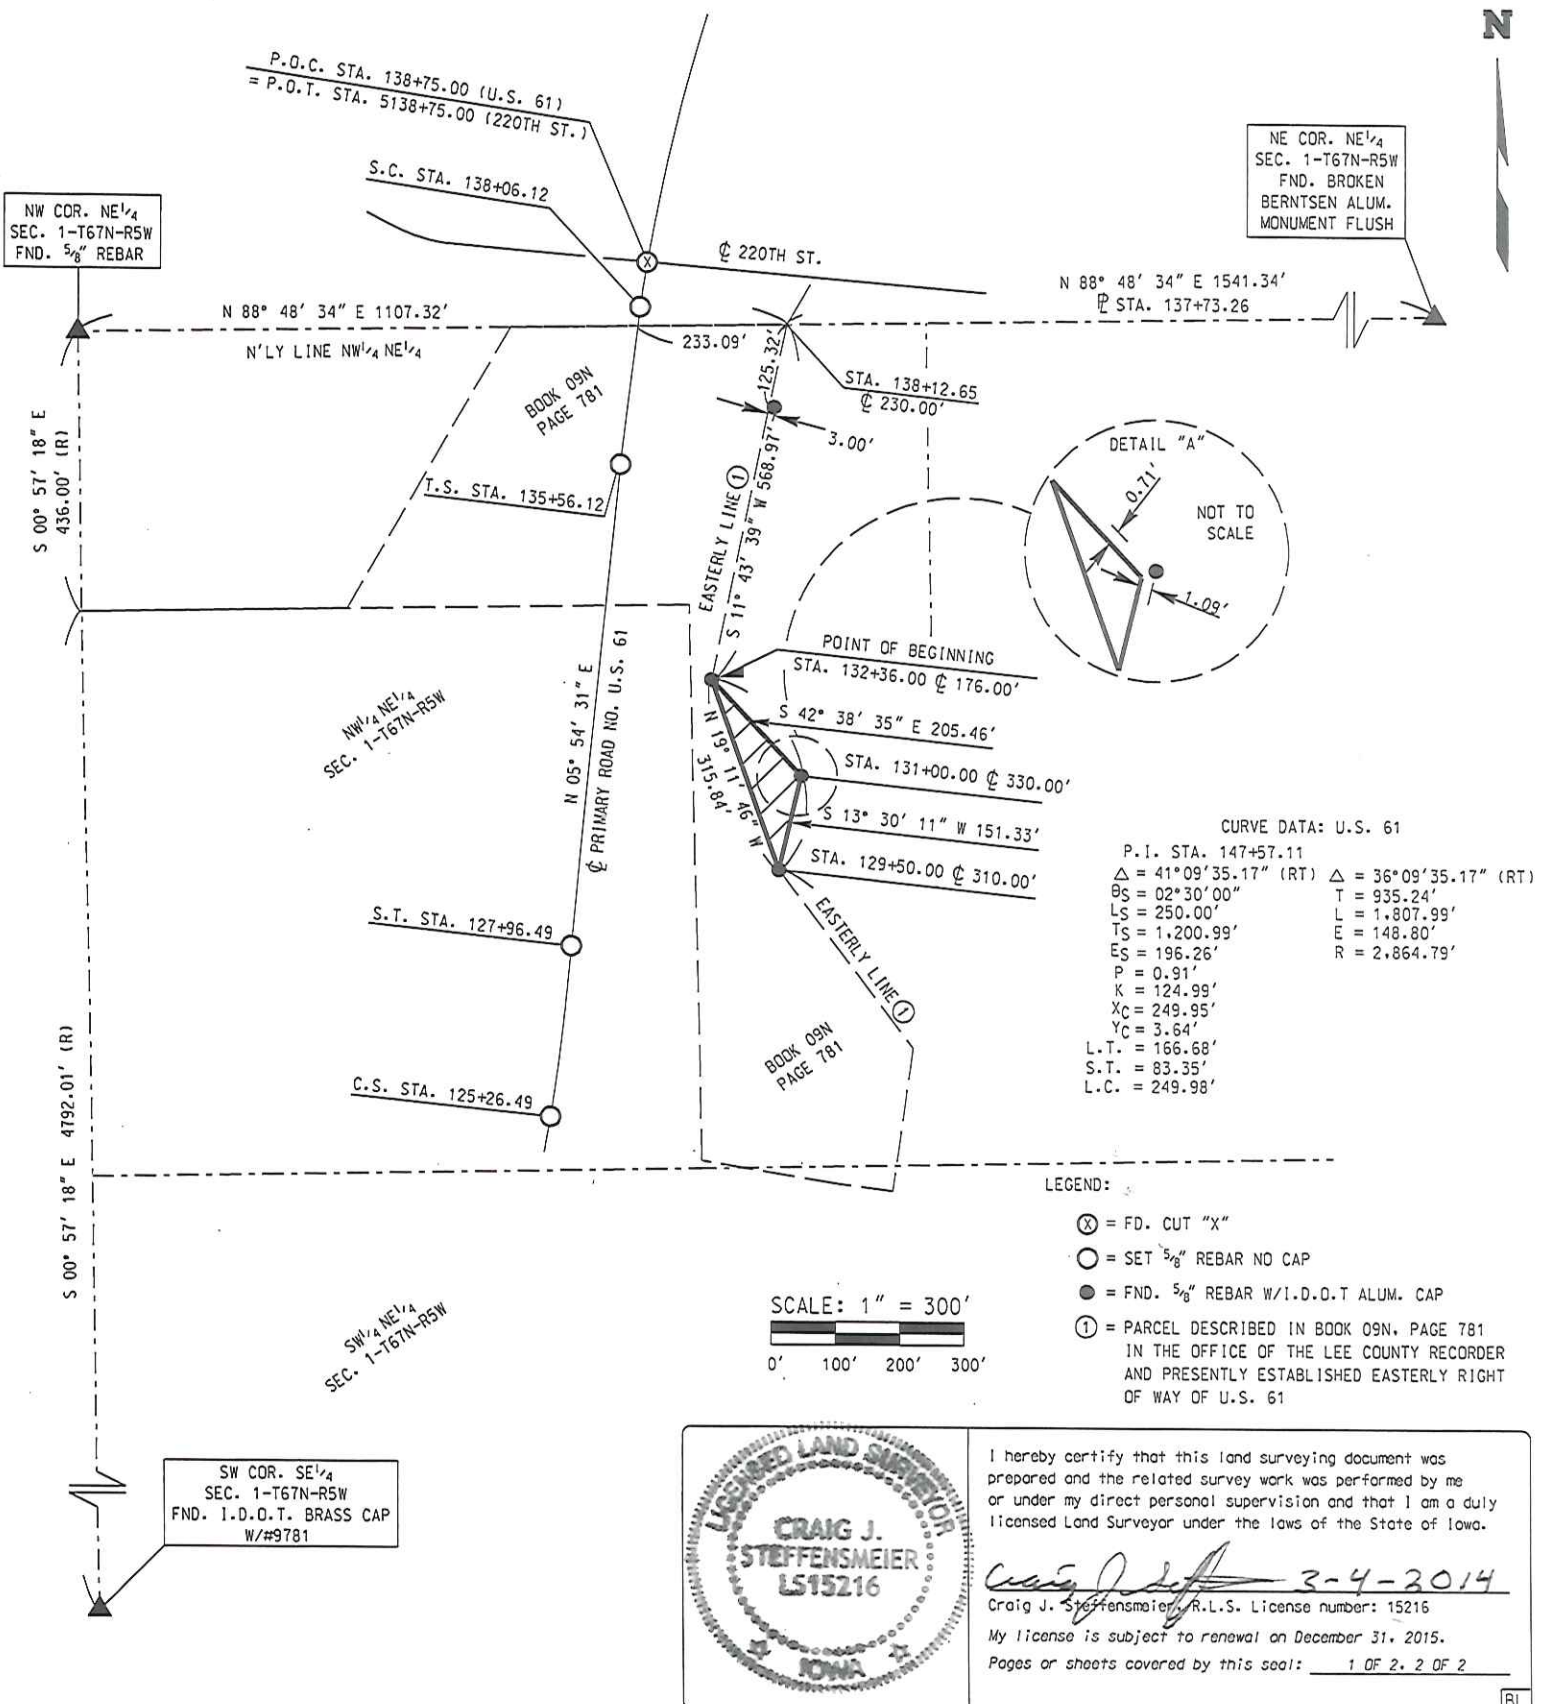 N
P.O.C. STA. 138+75.00 (U.S. 61)
= P.O.T. STA. 5138+75.00 (220TH ST.)
S.C. STA. 138+06.12
NW COR. NE¹/₄
SEC. 1-T67N-R5W
FND. ⁵/₈" REBAR
NE COR. NE¹/₄
SEC. 1-T67N-R5W
FND. BROKEN
BERNTSEN ALUM.
MONUMENT FLUSH
℄ 220TH ST.
N 88° 48' 34" E 1541.34'
⅊ STA. 137+73.26
N 88° 48' 34" E 1107.32'
N'LY LINE NW¹/₄ NE¹/₄
233.09'
125.32'
STA. 138+12.65
℄ 230.00'
3.00'
BOOK 09N
PAGE 781
S 00° 57' 18" E
436.00' (R)
T.S. STA. 135+56.12
EASTERLY LINE ①
S 11° 43' 39" W 568.97'
DETAIL "A"
0.71'
NOT TO
SCALE
1.09'
POINT OF BEGINNING
STA. 132+36.00 ℄ 176.00'
N 05° 54' 31" E
℄ PRIMARY ROAD NO. U.S. 61
NW¹/₄ NE¹/₄
SEC. 1-T67N-R5W
S 42° 38' 35" E 205.46'
N 19° 11' 46" W
315.84'
STA. 131+00.00 ℄ 330.00'
S 13° 30' 11" W 151.33'
STA. 129+50.00 ℄ 310.00'
CURVE DATA: U.S. 61
P.I. STA. 147+57.11
△ = 41°09'35.17" (RT) △ = 36°09'35.17" (RT)
θS = 02°30'00" T = 935.24'
LS = 250.00' L = 1,807.99'
TS = 1,200.99' E = 148.80'
ES = 196.26' R = 2,864.79'
P = 0.91'
K = 124.99'
XC = 249.95'
YC = 3.64'
L.T. = 166.68'
S.T. = 83.35'
L.C. = 249.98'
S.T. STA. 127+96.49
EASTERLY LINE ①
BOOK 09N
PAGE 781
C.S. STA. 125+26.49
S 00° 57' 18" E 4792.01' (R)
LEGEND:
Ⓧ = FD. CUT "X"
○ = SET ⁵/₈" REBAR NO CAP
● = FND. ⁵/₈" REBAR W/I.D.O.T ALUM. CAP
① = PARCEL DESCRIBED IN BOOK 09N, PAGE 781
IN THE OFFICE OF THE LEE COUNTY RECORDER
AND PRESENTLY ESTABLISHED EASTERLY RIGHT
OF WAY OF U.S. 61
SCALE: 1" = 300'
0' 100' 200' 300'
SW¹/₄ NE¹/₄
SEC. 1-T67N-R5W
SW COR. SE¹/₄
SEC. 1-T67N-R5W
FND. I.D.O.T. BRASS CAP
W/#9781
LICENSED LAND SURVEYOR
CRAIG J.
STEFFENSMEIER
LS15216
IOWA
I hereby certify that this land surveying document was
prepared and the related survey work was performed by me
or under my direct personal supervision and that I am a duly
licensed Land Surveyor under the laws of the State of Iowa.
3-4-2014
Craig J. Steffensmeier, R.L.S. License number: 15216
My license is subject to renewal on December 31, 2015.
Pages or sheets covered by this seal: 1 OF 2, 2 OF 2